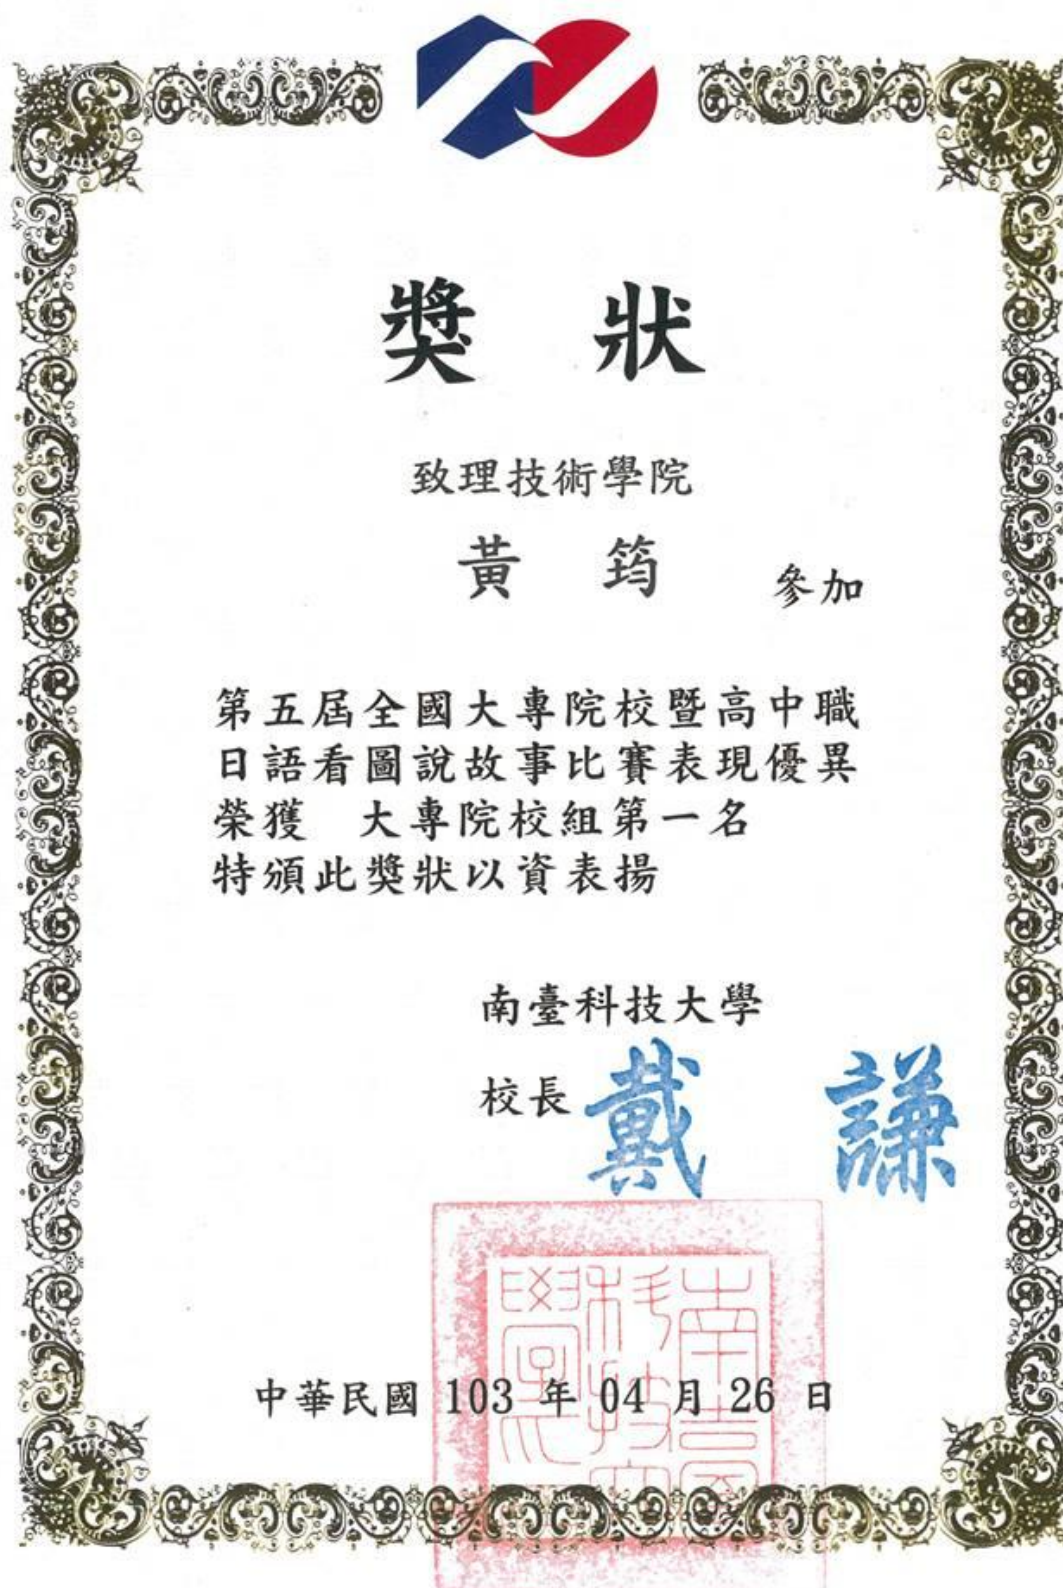 獎狀
致理技術學院
黃筠 參加
第五屆全國大專院校暨高中職
日語看圖說故事比賽表現優異
榮獲 大專院校組第一名
特頒此獎狀以資表揚
南臺科技大學
校長 戴謙
中華民國 103 年 04 月 26 日